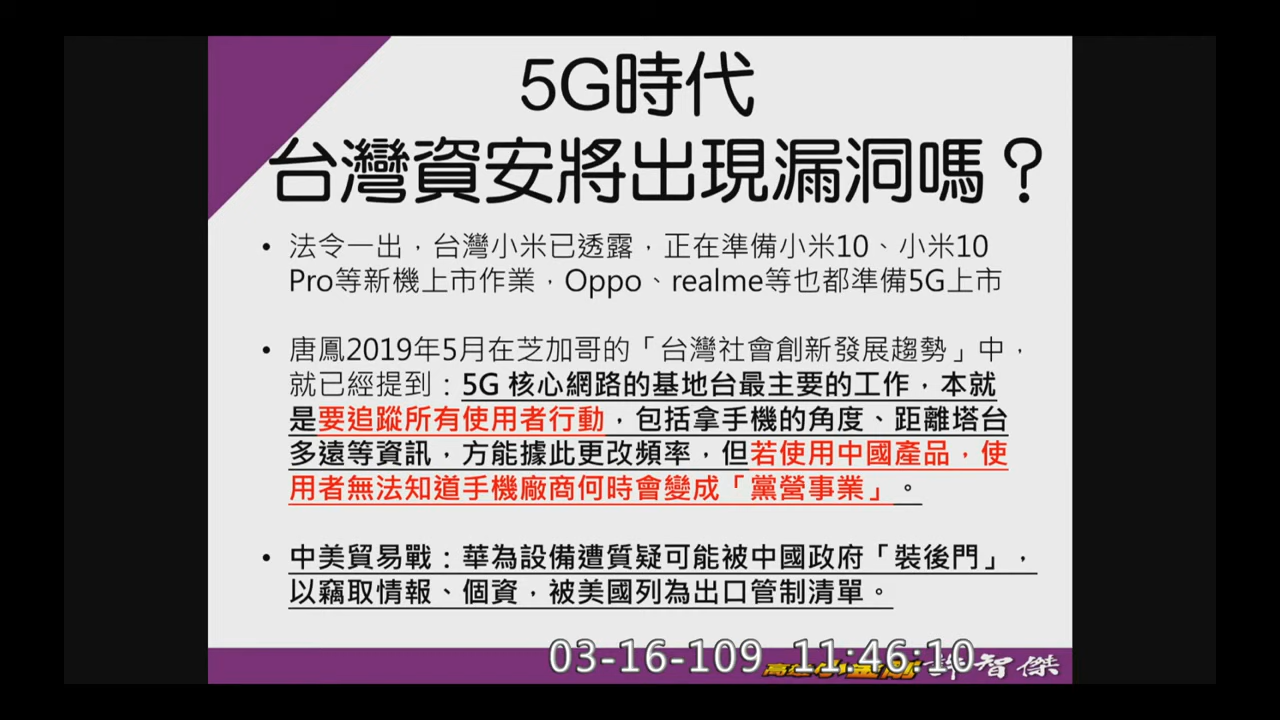 5G時代
台灣資安將出現漏洞嗎？
• 法令一出，台灣小米已透露，正在準備小米10、小米10
Pro等新機上市作業，Oppo、realme等也都準備5G上市
• 唐鳳2019年5月在芝加哥的「台灣社會創新發展趨勢」中，
就已經提到：5G 核心網路的基地台最主要的工作，本就
是要追蹤所有使用者行動，包括拿手機的角度、距離塔台
多遠等資訊，方能據此更改頻率，但若使用中國產品，使
用者無法知道手機廠商何時會變成「黨營事業」。
• 中美貿易戰：華為設備遭質疑可能被中國政府「裝後門」，
以竊取情報、個資，被美國列為出口管制清單。
03-16-109 11:46:10
許智傑